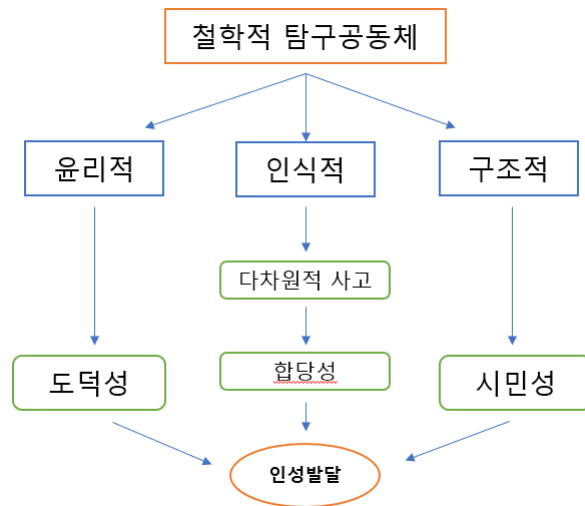 철학적 탐구공동체
윤리적
인식적
구조적
다차원적 사고
도덕성
합당성
시민성
인성발달